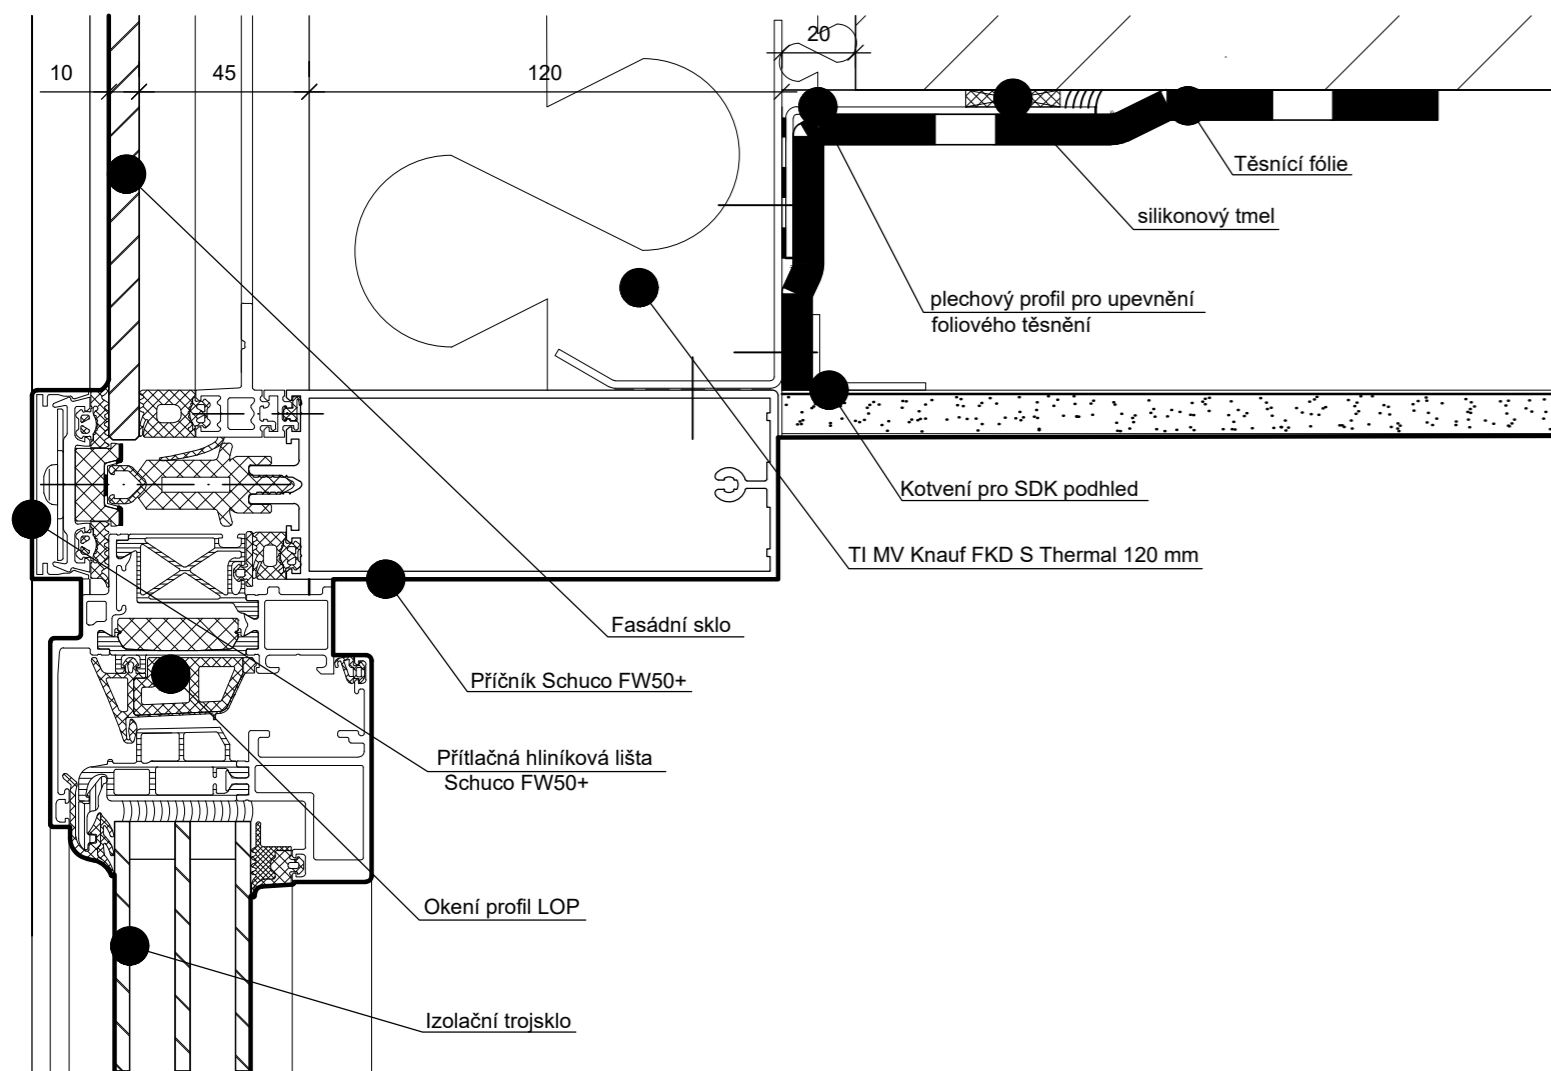 20
10
45
120
Těsnící fólie
silikonový tmel
plechový profil pro upevnění
foliového těsnění
Kotvení pro SDK podhled
TI MV Knauf FKD S Thermal 120 mm
Fasádní sklo
Příčník Schuco FW50+
Přítlačná hliníková lišta
Schuco FW50+
Okení profil LOP
Izolační trojsklo